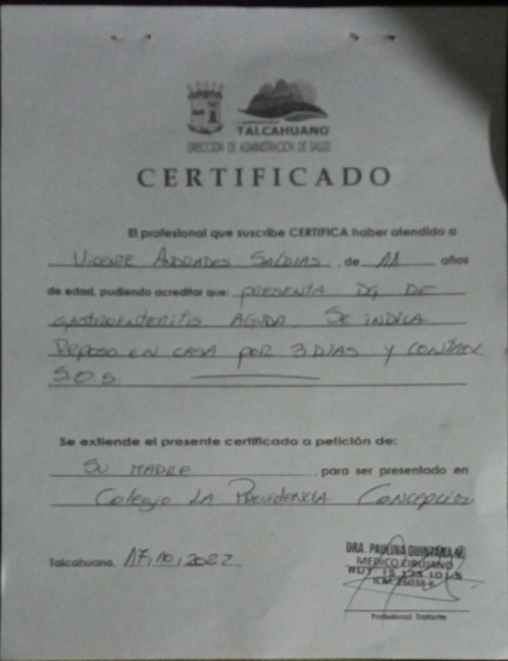 TALCAHUANO
DIRECCIÓN DE ADMINISTRACIÓN DE SALUD
CERTIFICADO
El profesional que suscribe CERTIFICA haber atendido a
VICENTE ANDRADES SALDIAS, de 11 años
de edad, pudiendo acreditar que: PRESENTA DG DE
GASTROENTERITIS AGUDA. SE INDICA
REPOSO EN CASA POR 3 DIAS Y CONTROL
S.O.S.
Se extiende el presente certificado a petición de:
SU MADRE, para ser presentado en
COLEGIO LA PROVIDENCIA CONCEPCION
Talcahuano, 17, 10, 2022
DRA. PAULINA QUINTANA M.
MEDICO CIRUJANO
RUT
Profesional Tratante